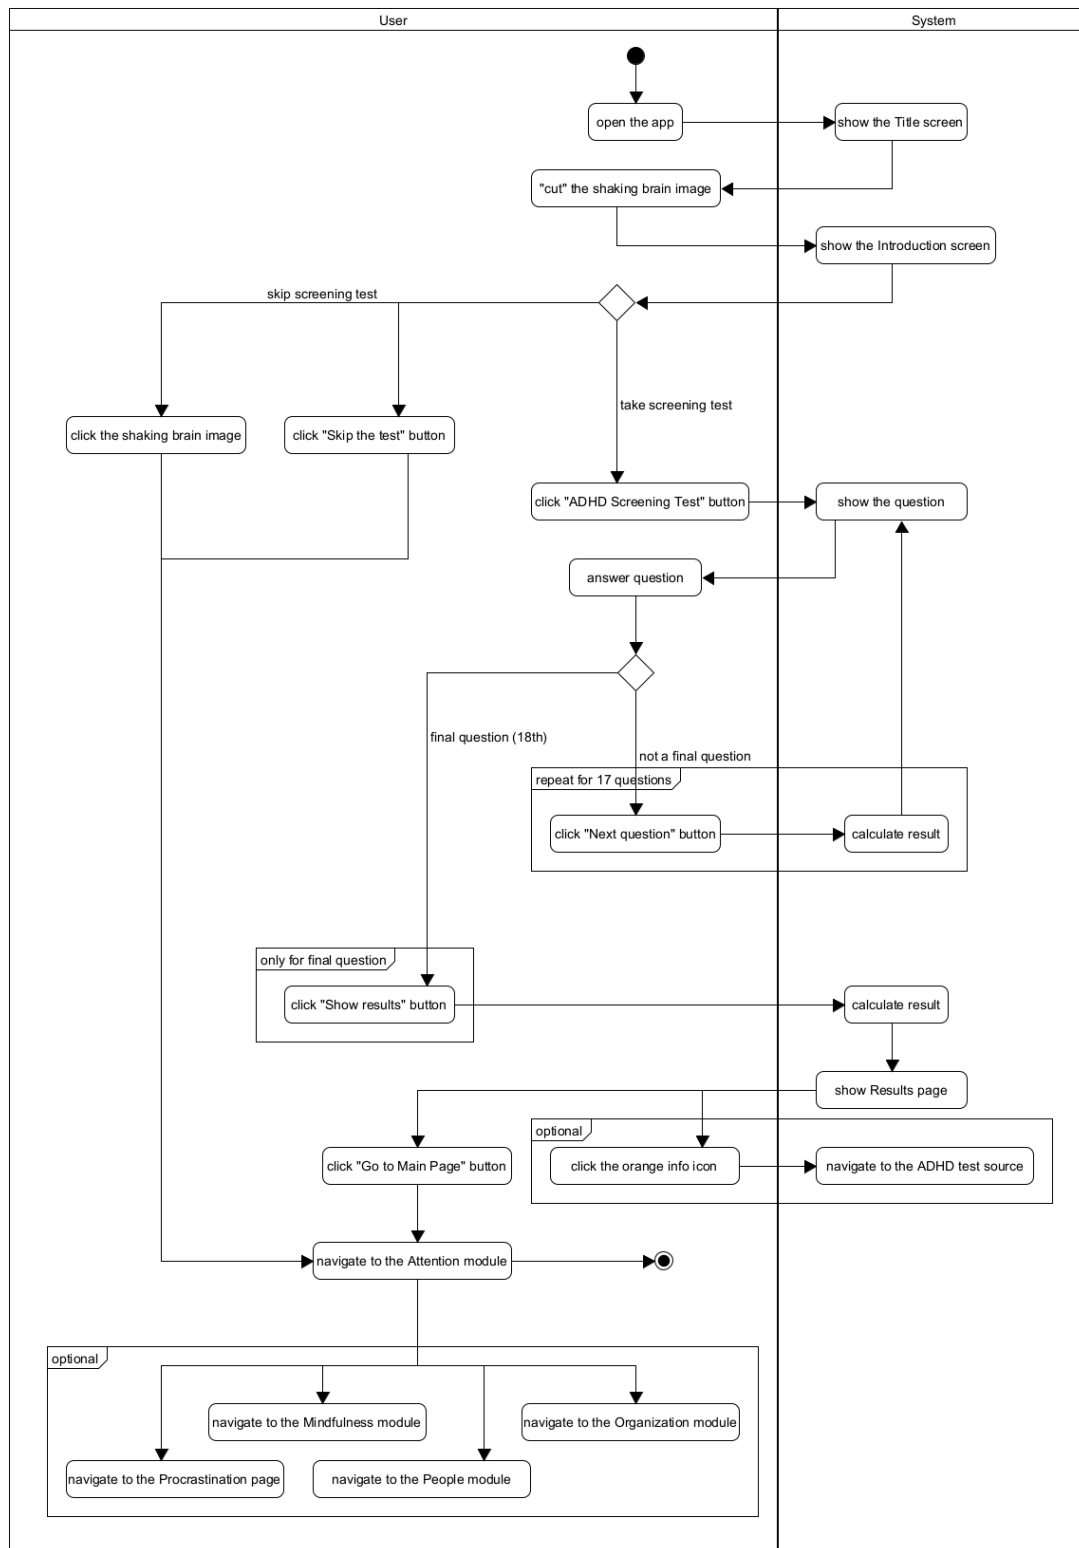 User
System
open the app
show the Title screen
"cut" the shaking brain image
show the Introduction screen
skip screening test
take screening test
click the shaking brain image
click "Skip the test" button
click "ADHD Screening Test" button
show the question
answer question
final question (18th)
not a final question
repeat for 17 questions
click "Next question" button
calculate result
only for final question
click "Show results" button
calculate result
show Results page
optional
click "Go to Main Page" button
click the orange info icon
navigate to the ADHD test source
navigate to the Attention module
optional
navigate to the Mindfulness module
navigate to the Organization module
navigate to the Procrastination page
navigate to the People module